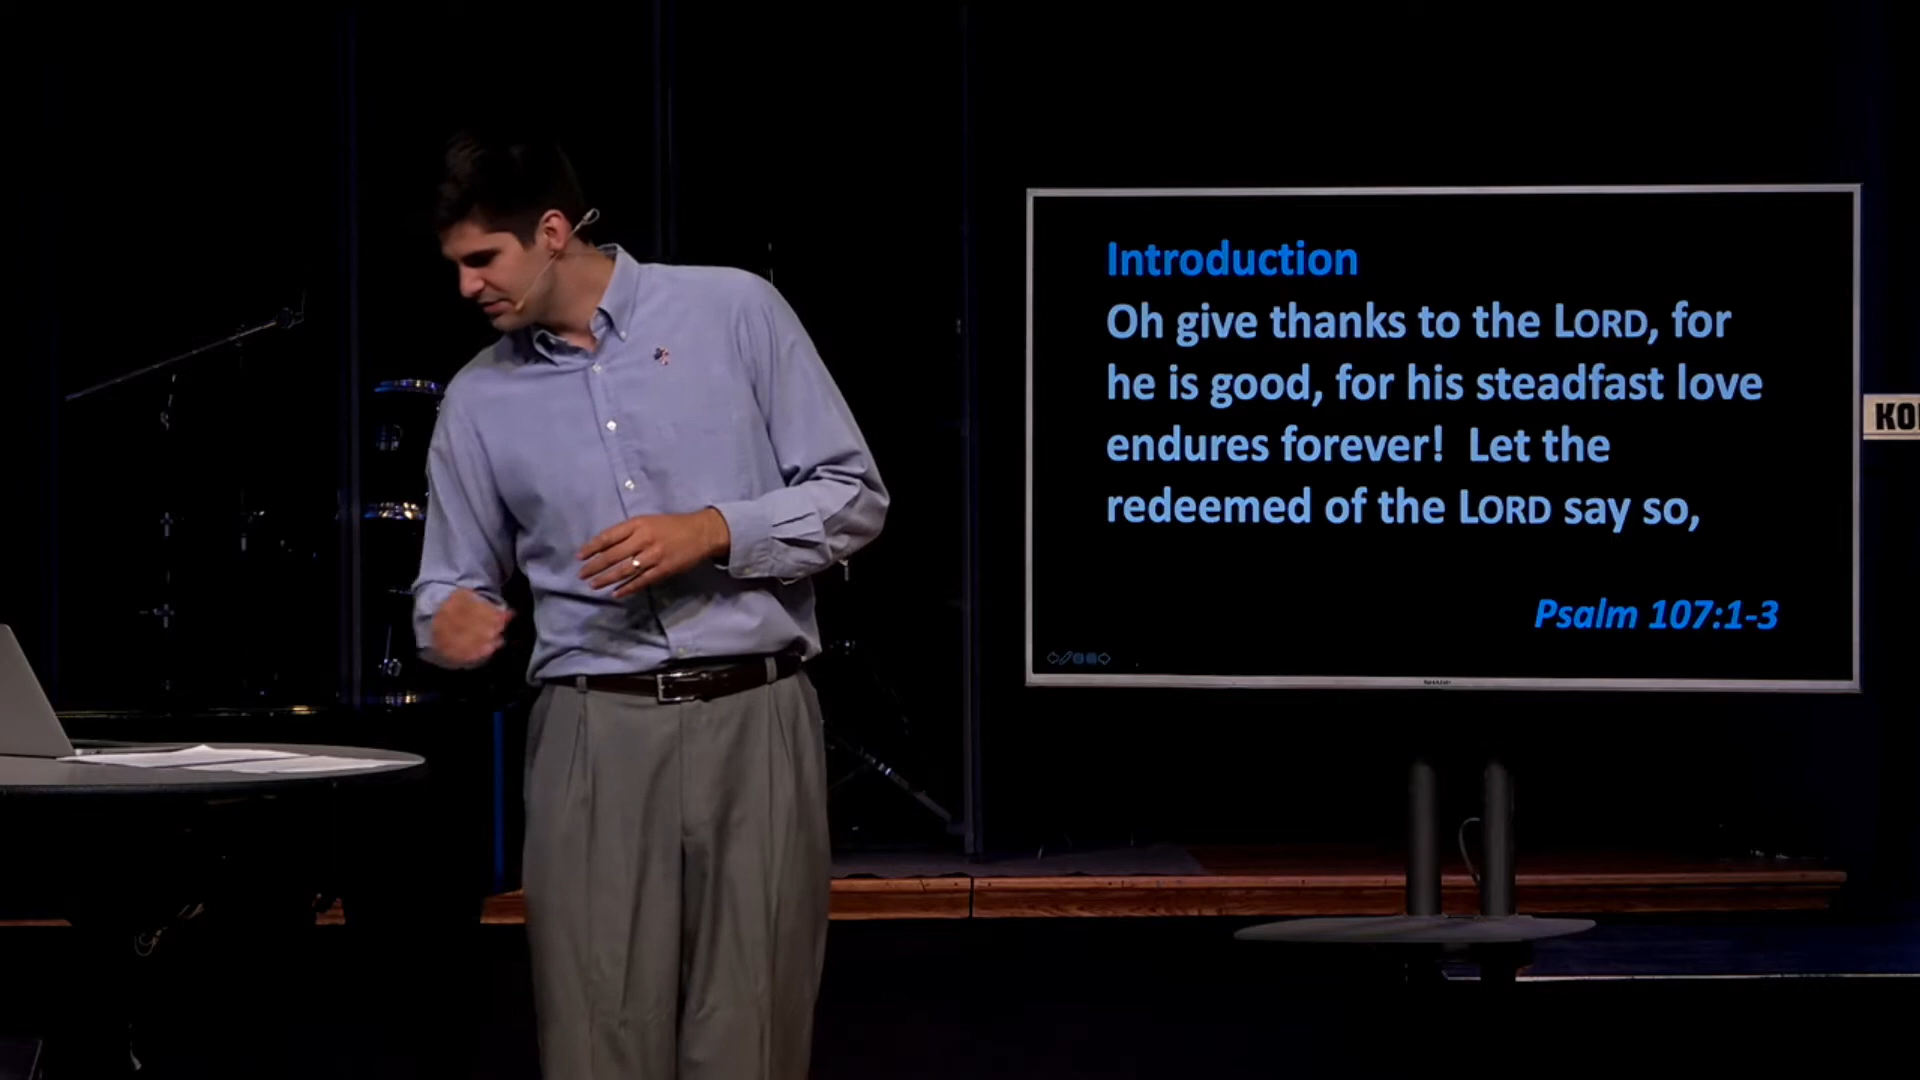 Introduction
Oh give thanks to the LORD, for
he is good, for his steadfast love
endures forever!  Let the
redeemed of the LORD say so,
Psalm 107:1-3
SHARP